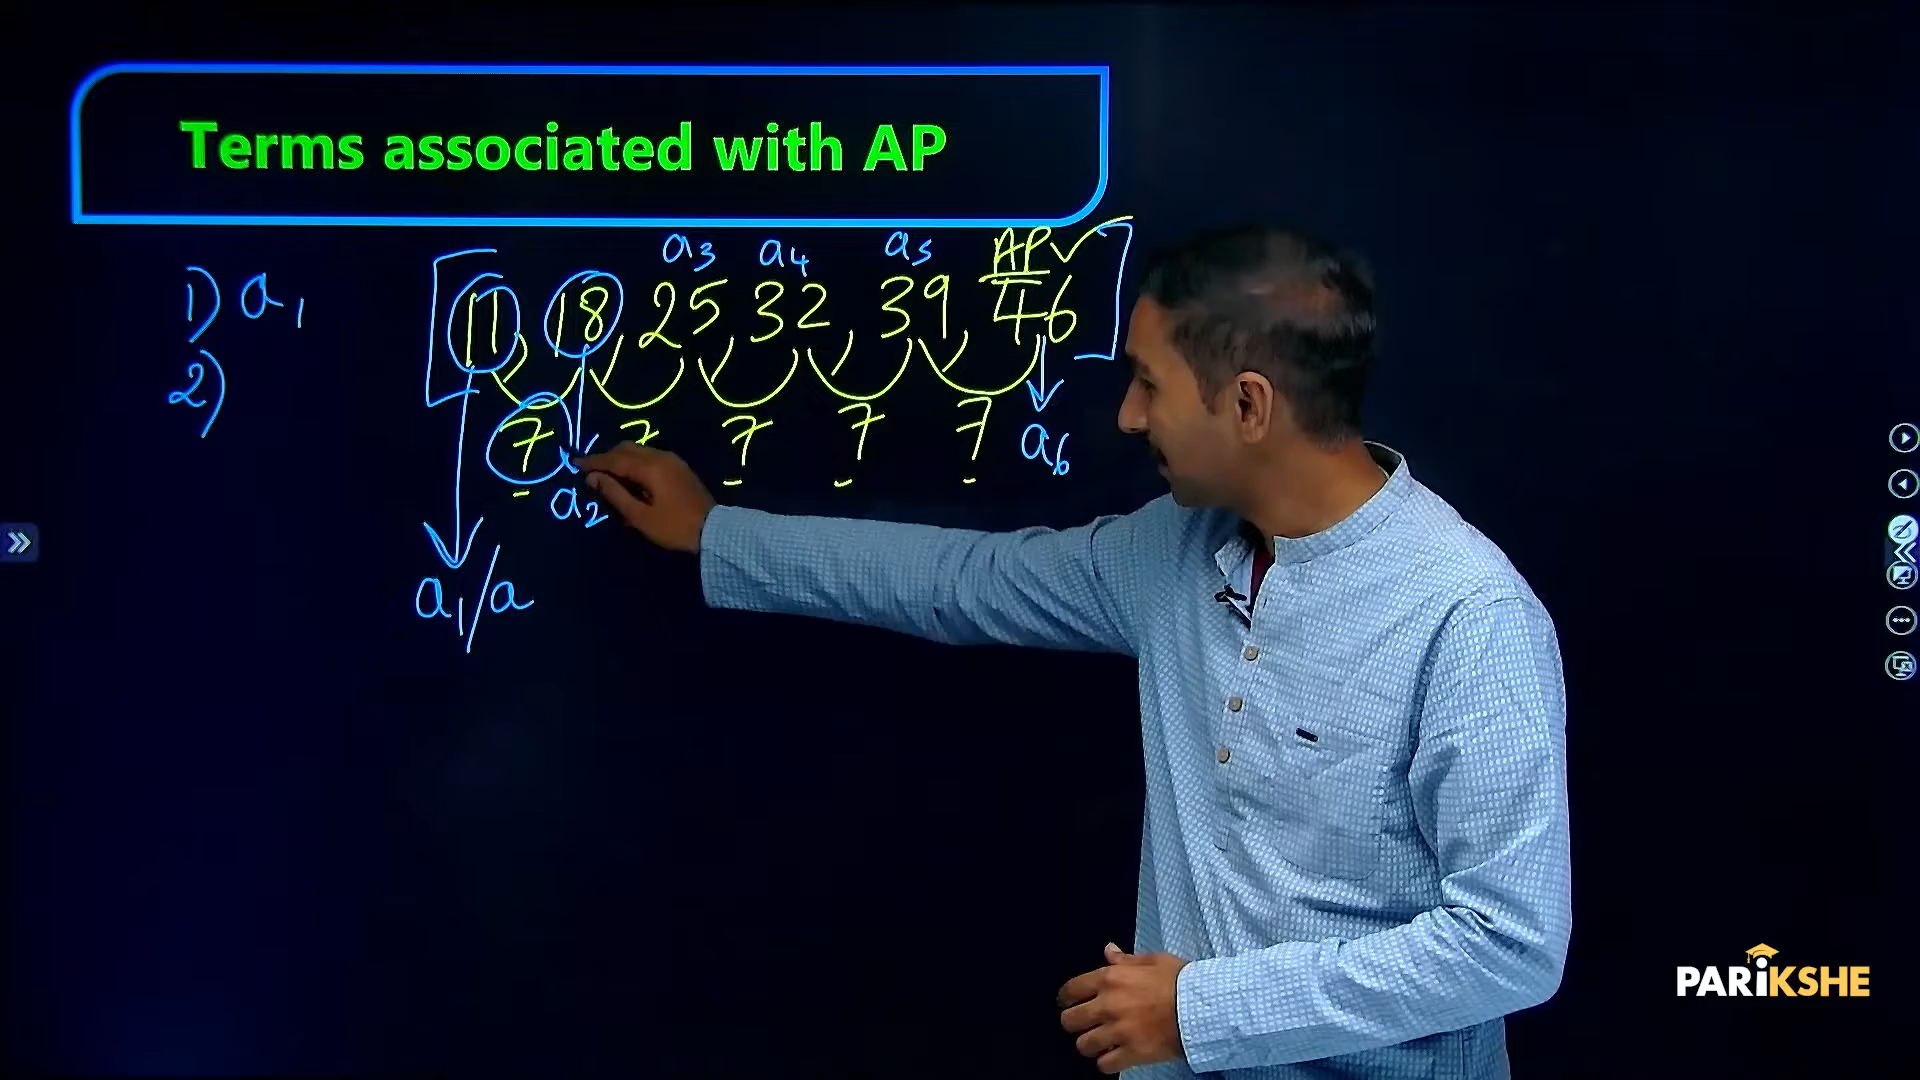 Terms associated with AP
AP ✓
a3 a4 a5
1) a1
11 18 25 32 39 46
2)
7 7 7 7 7
a6
a2
a1/a
PARiKSHE